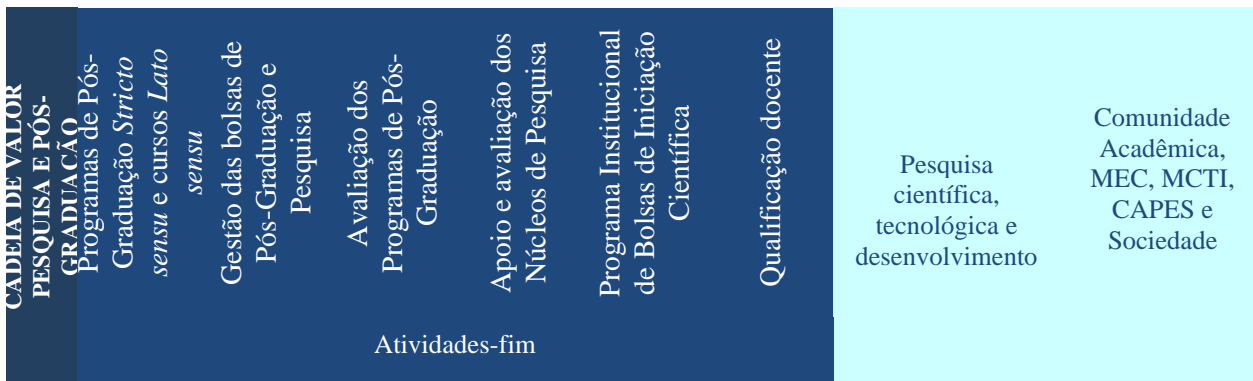 CADEIA DE VALOR
PESQUISA E PÓS-
GRADUAÇÃO
Programas de Pós-
Graduação Stricto
sensu e cursos Lato
sensu
Gestão das bolsas de
Pós-Graduação e
Pesquisa
Avaliação dos
Programas de Pós-
Graduação
Apoio e avaliação dos
Núcleos de Pesquisa
Programa Institucional
de Bolsas de Iniciação
Científica
Qualificação docente
Atividades-fim
Pesquisa
científica,
tecnológica e
desenvolvimento
Comunidade
Acadêmica,
MEC, MCTI,
CAPES e
Sociedade